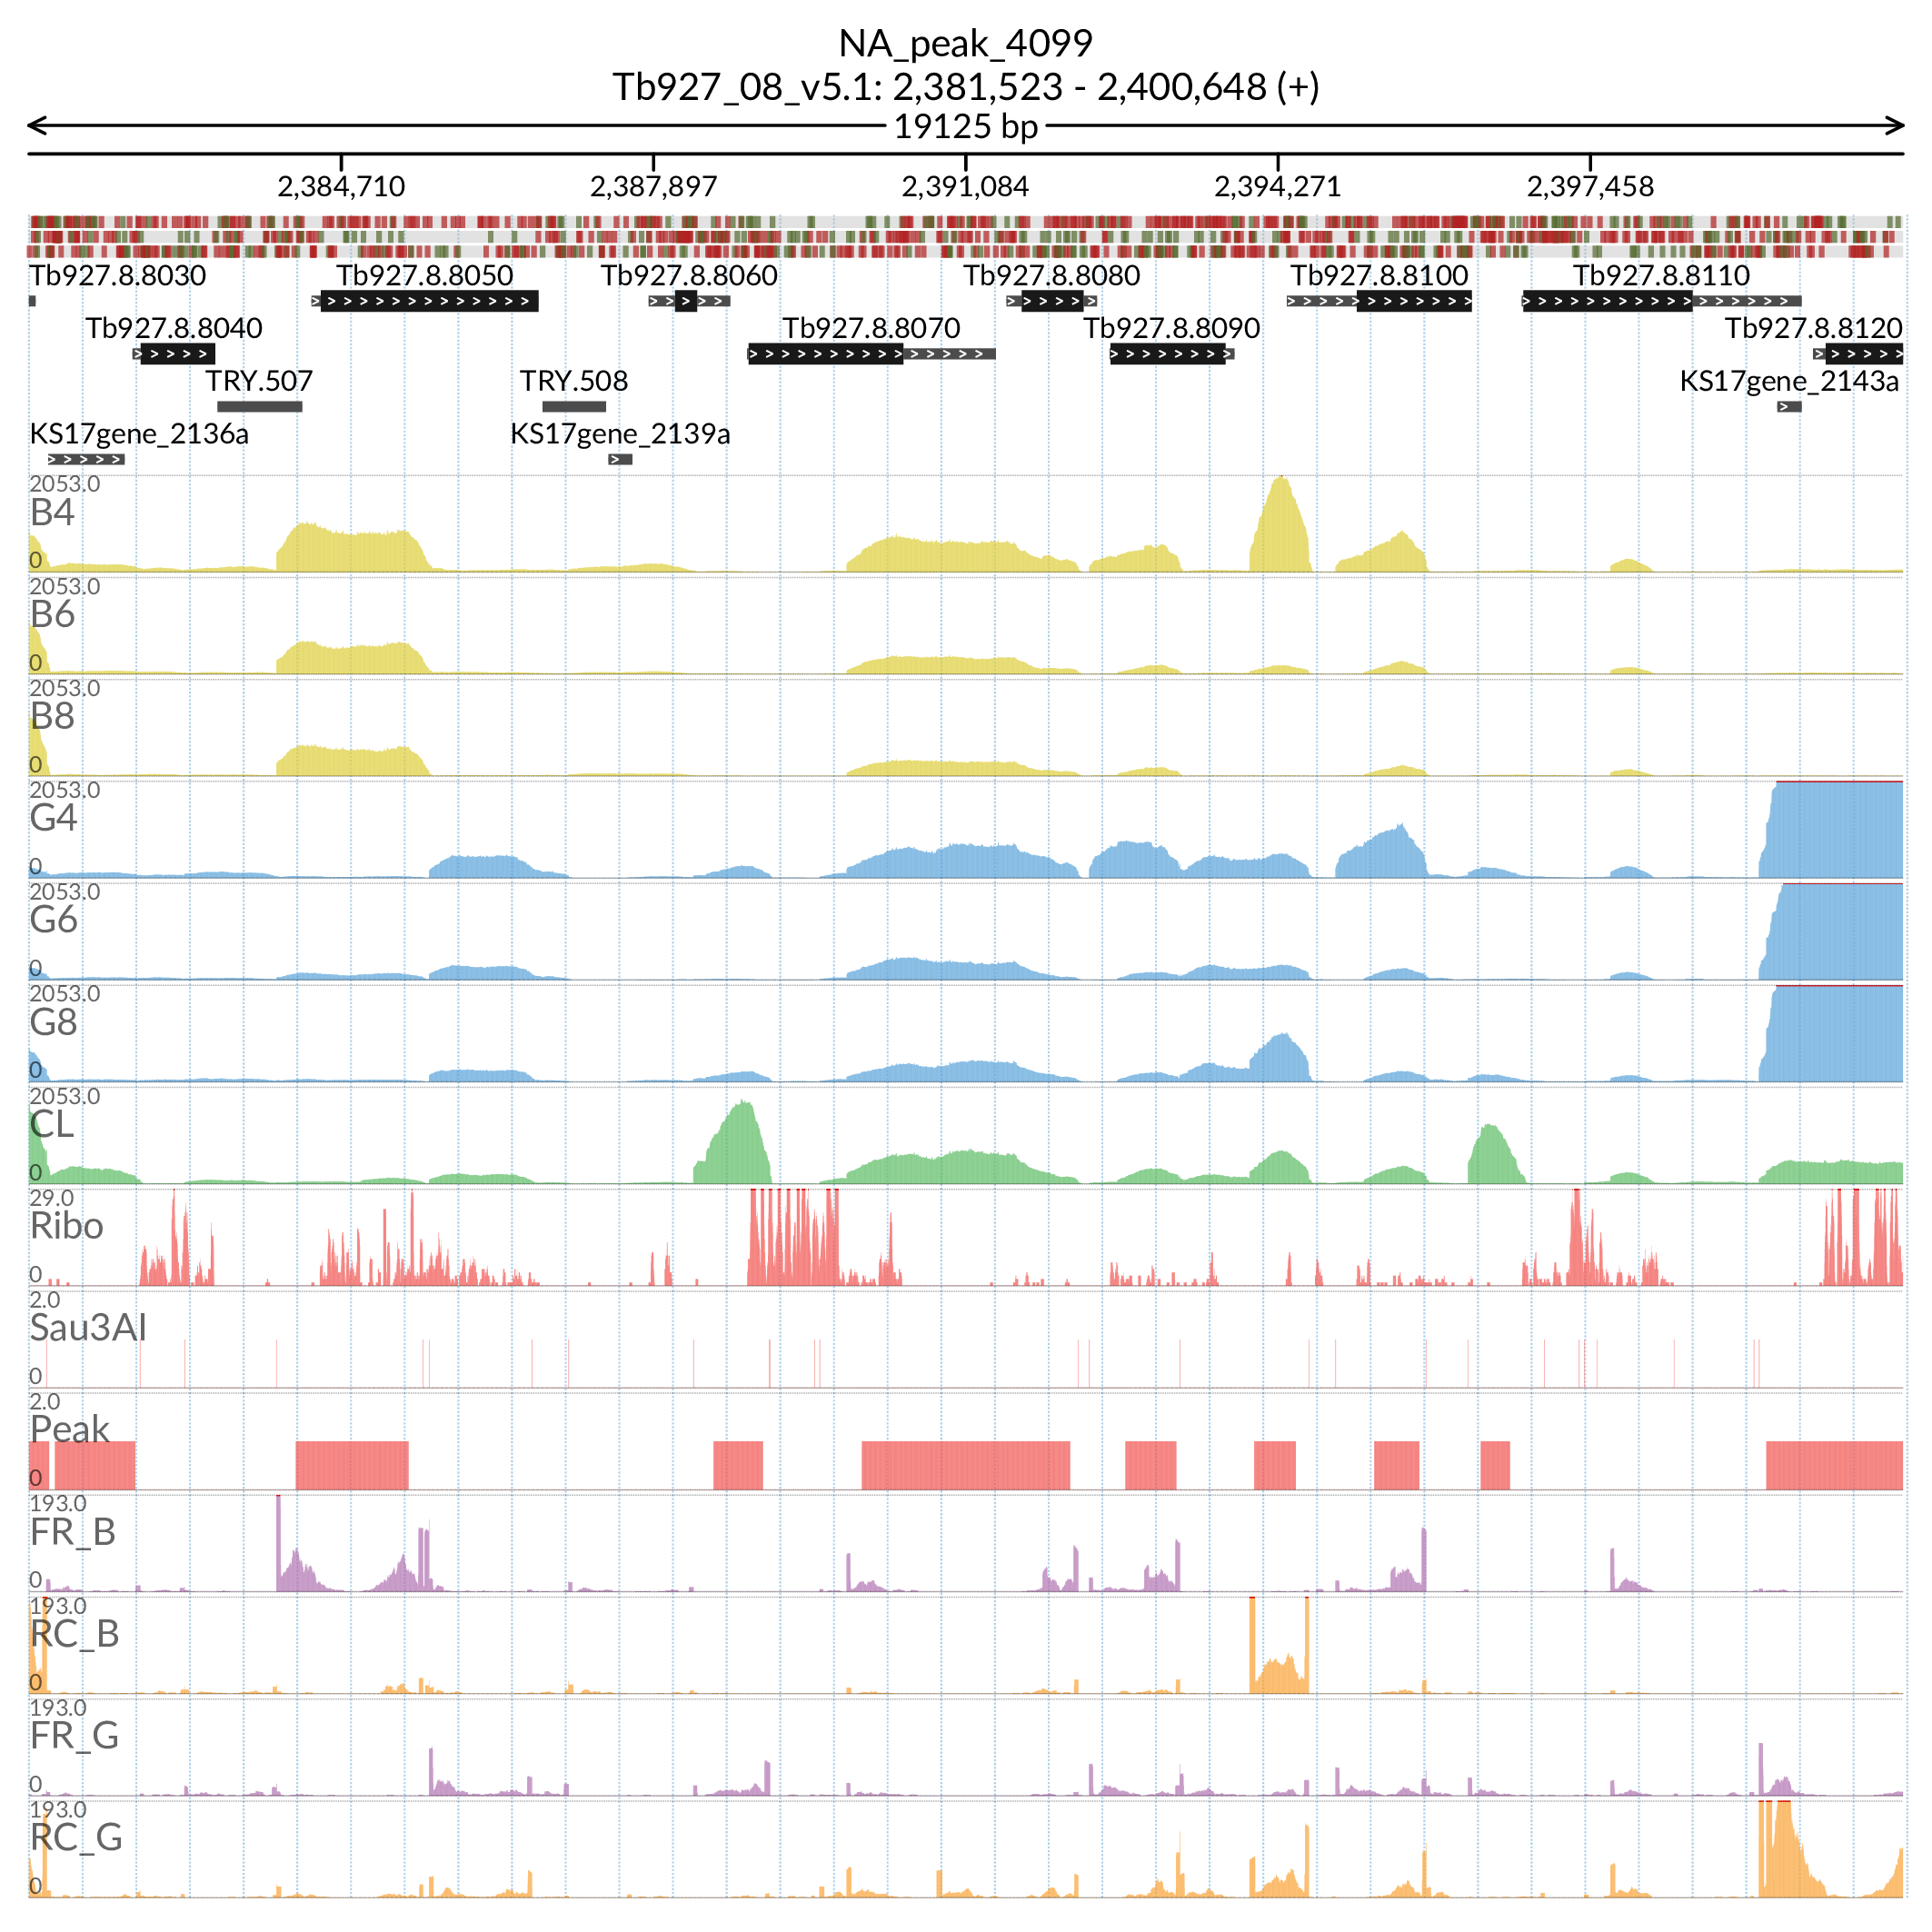 NA_peak_4099
Tb927_08_v5.1: 2,381,523 - 2,400,648 (+)
19125 bp
2,384,710 2,387,897 2,391,084 2,394,271 2,397,458
Tb927.8.8030 Tb927.8.8050 Tb927.8.8060 Tb927.8.8080 Tb927.8.8100 Tb927.8.8110
Tb927.8.8040 Tb927.8.8070 Tb927.8.8090 Tb927.8.8120
TRY.507 TRY.508 KS17gene_2143a
KS17gene_2136a KS17gene_2139a
2053.0
B4
0
2053.0
B6
0
2053.0
B8
0
2053.0
G4
0
2053.0
G6
0
2053.0
G8
0
2053.0
CL
0
29.0
Ribo
0
2.0
Sau3AI
0
2.0
Peak
0
193.0
FR_B
0
193.0
RC_B
0
193.0
FR_G
0
193.0
RC_G
0